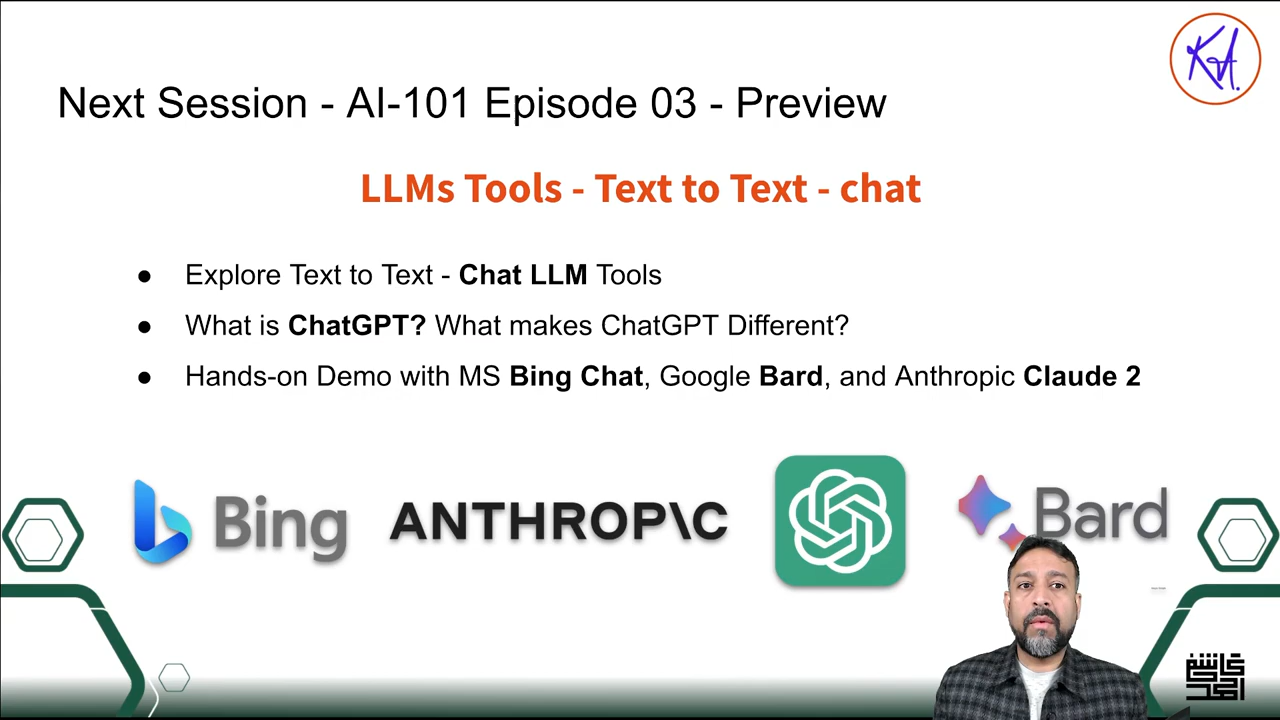 Next Session - AI-101 Episode 03 - Preview
LLMs Tools - Text to Text - chat
● Explore Text to Text - Chat LLM Tools
● What is ChatGPT? What makes ChatGPT Different?
● Hands-on Demo with MS Bing Chat, Google Bard, and Anthropic Claude 2
Bing
ANTHROP\C
Bard